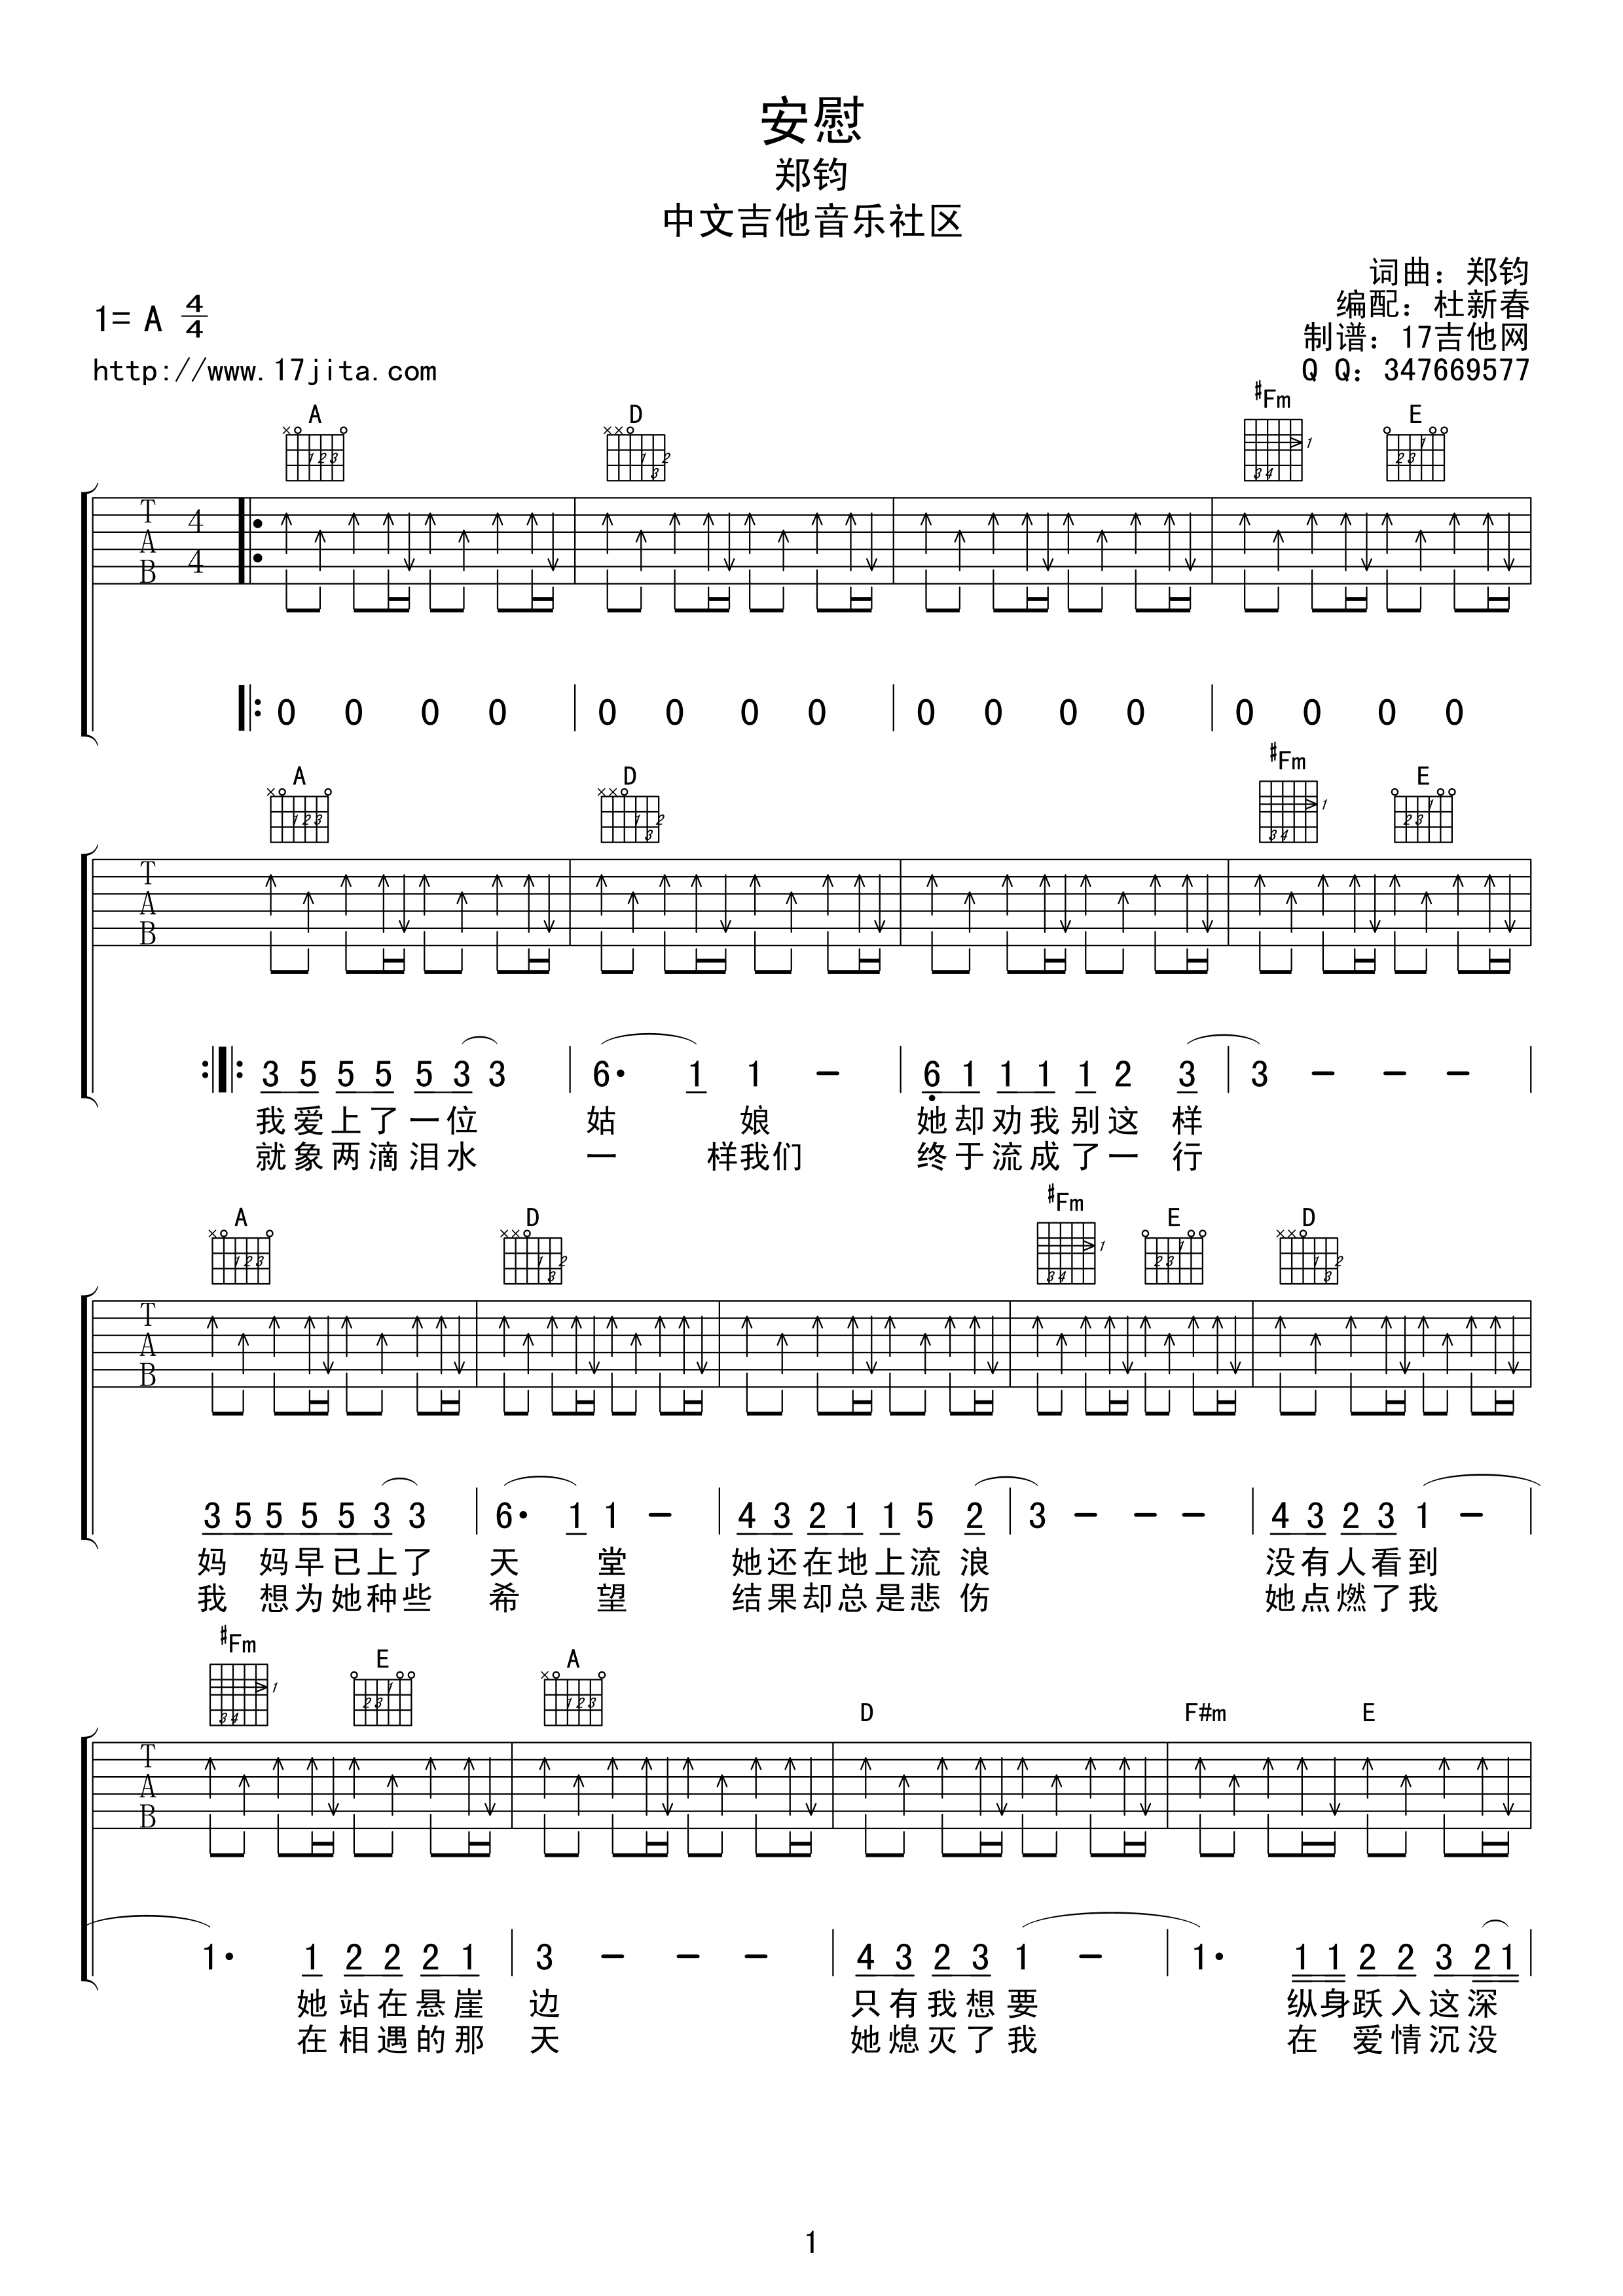 安慰
郑钧
中文吉他音乐社区
词曲：郑钧
编配：杜新春
制谱：17吉他网
Q Q：347669577
1= A 4/4
http://www.17jita.com
A D #Fm E
T A B 4 4
0 0 0 0 0 0 0 0 0 0 0 0 0 0 0 0
A D #Fm E
T A B
3 5 5 5 5 3 3 6· 1 1 － 6 1 1 1 1 2 3 3 － － －
我爱上了一位 姑 娘 她却劝我别这 样
就象两滴泪水 一 样我们 终于流成了一 行
A D #Fm E D
T A B
3 5 5 5 5 3 3 6· 1 1 － 4 3 2 1 1 5 2 3 － － － 4 3 2 3 1 －
妈 妈早已上了 天 堂 她还在地上流 浪 没有人看到
我 想为她种些 希 望 结果却总是悲 伤 她点燃了我
#Fm E A D F#m E
T A B
1· 1 2 2 2 1 3 － － － 4 3 2 3 1 － 1· 1 1 2 2 3 2 1
她站在悬崖 边 只有我想要 纵身跃入这深
在相遇的那 天 她熄灭了我 在 爱情沉没
1